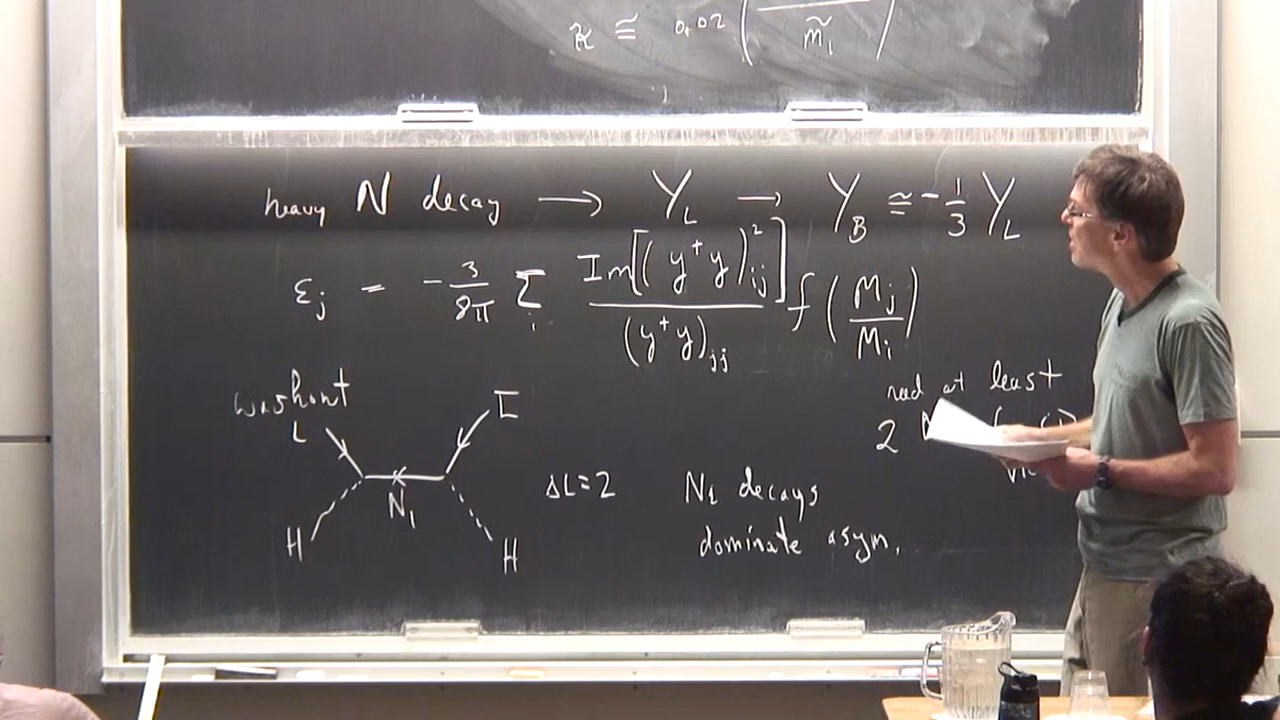 κ ≅ 0.02 ( / m̃₁ )
heavy N decay → Y_L → Y_B ≅ -1/3 Y_L
ε_j = -3/8π Σ_i Im[(y⁺y)²_ij] / (y⁺y)_jj f(M_j/M_i)
washout
need at least
2
L L̄
N₁
H H
ΔL=2
N₁ decays
dominate asym.